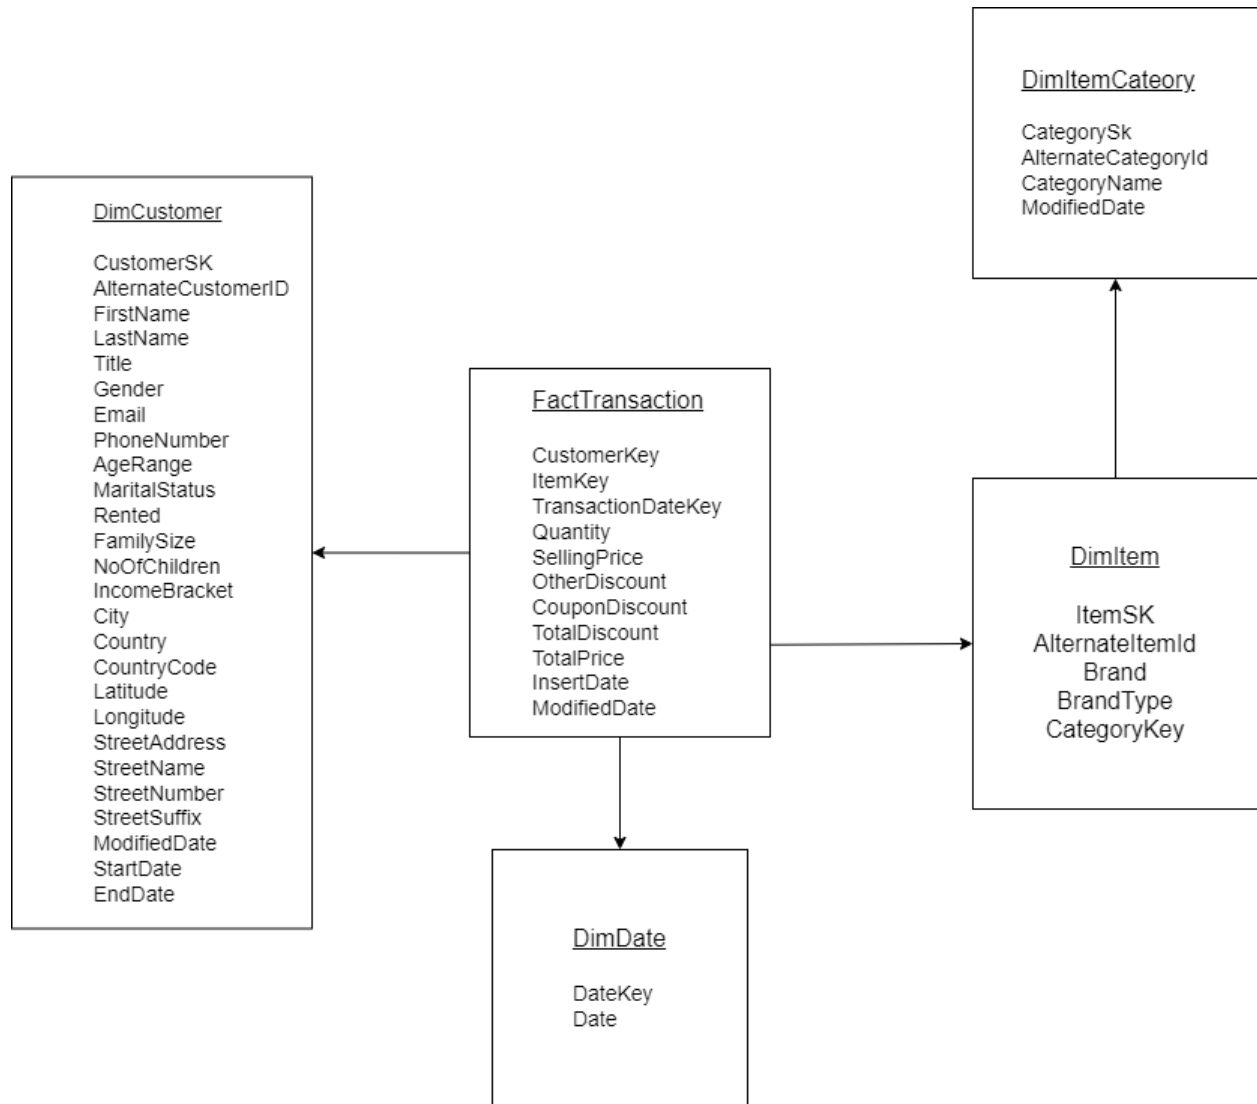 DimItemCateory
CategorySk
AlternateCategoryId
CategoryName
ModifiedDate
DimCustomer
CustomerSK
AlternateCustomerID
FirstName
LastName
Title
Gender
Email
PhoneNumber
AgeRange
MaritalStatus
Rented
FamilySize
NoOfChildren
IncomeBracket
City
Country
CountryCode
Latitude
Longitude
StreetAddress
StreetName
StreetNumber
StreetSuffix
ModifiedDate
StartDate
EndDate
FactTransaction
CustomerKey
ItemKey
TransactionDateKey
Quantity
SellingPrice
OtherDiscount
CouponDiscount
TotalDiscount
TotalPrice
InsertDate
ModifiedDate
DimItem
ItemSK
AlternateItemId
Brand
BrandType
CategoryKey
DimDate
DateKey
Date